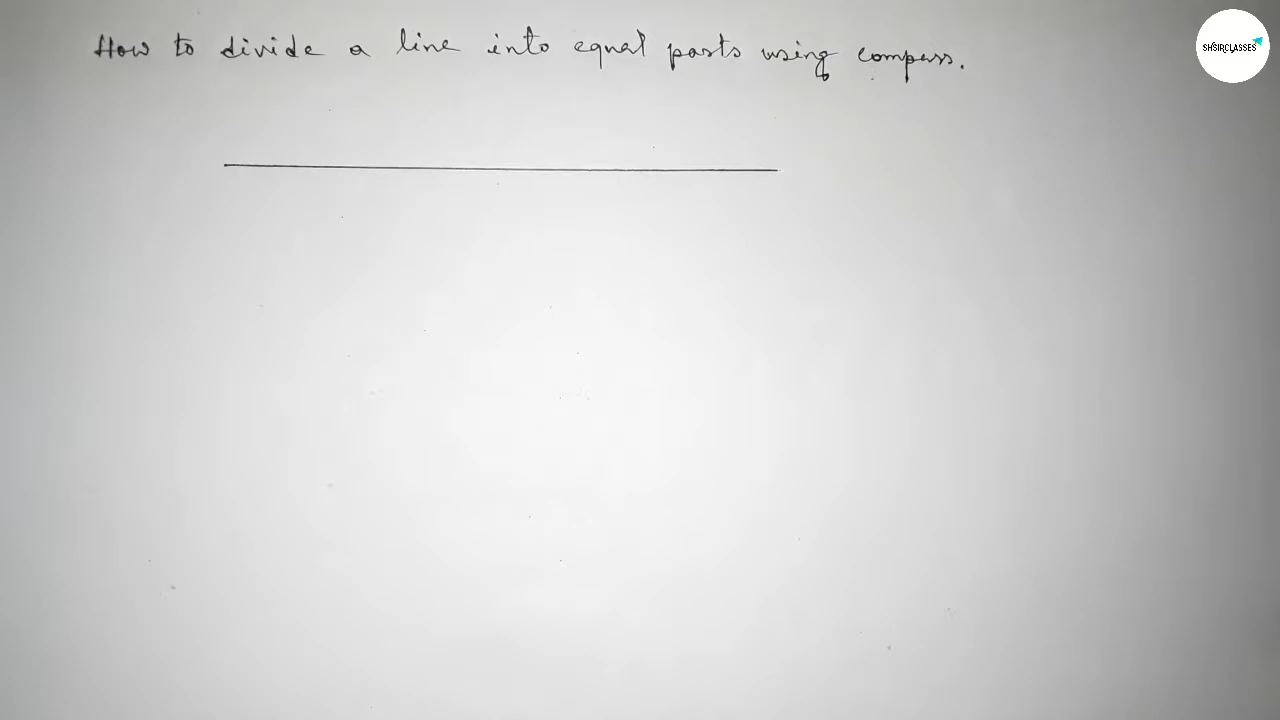 How to divide a line into equal parts using compass.
SHSIRCLASSES